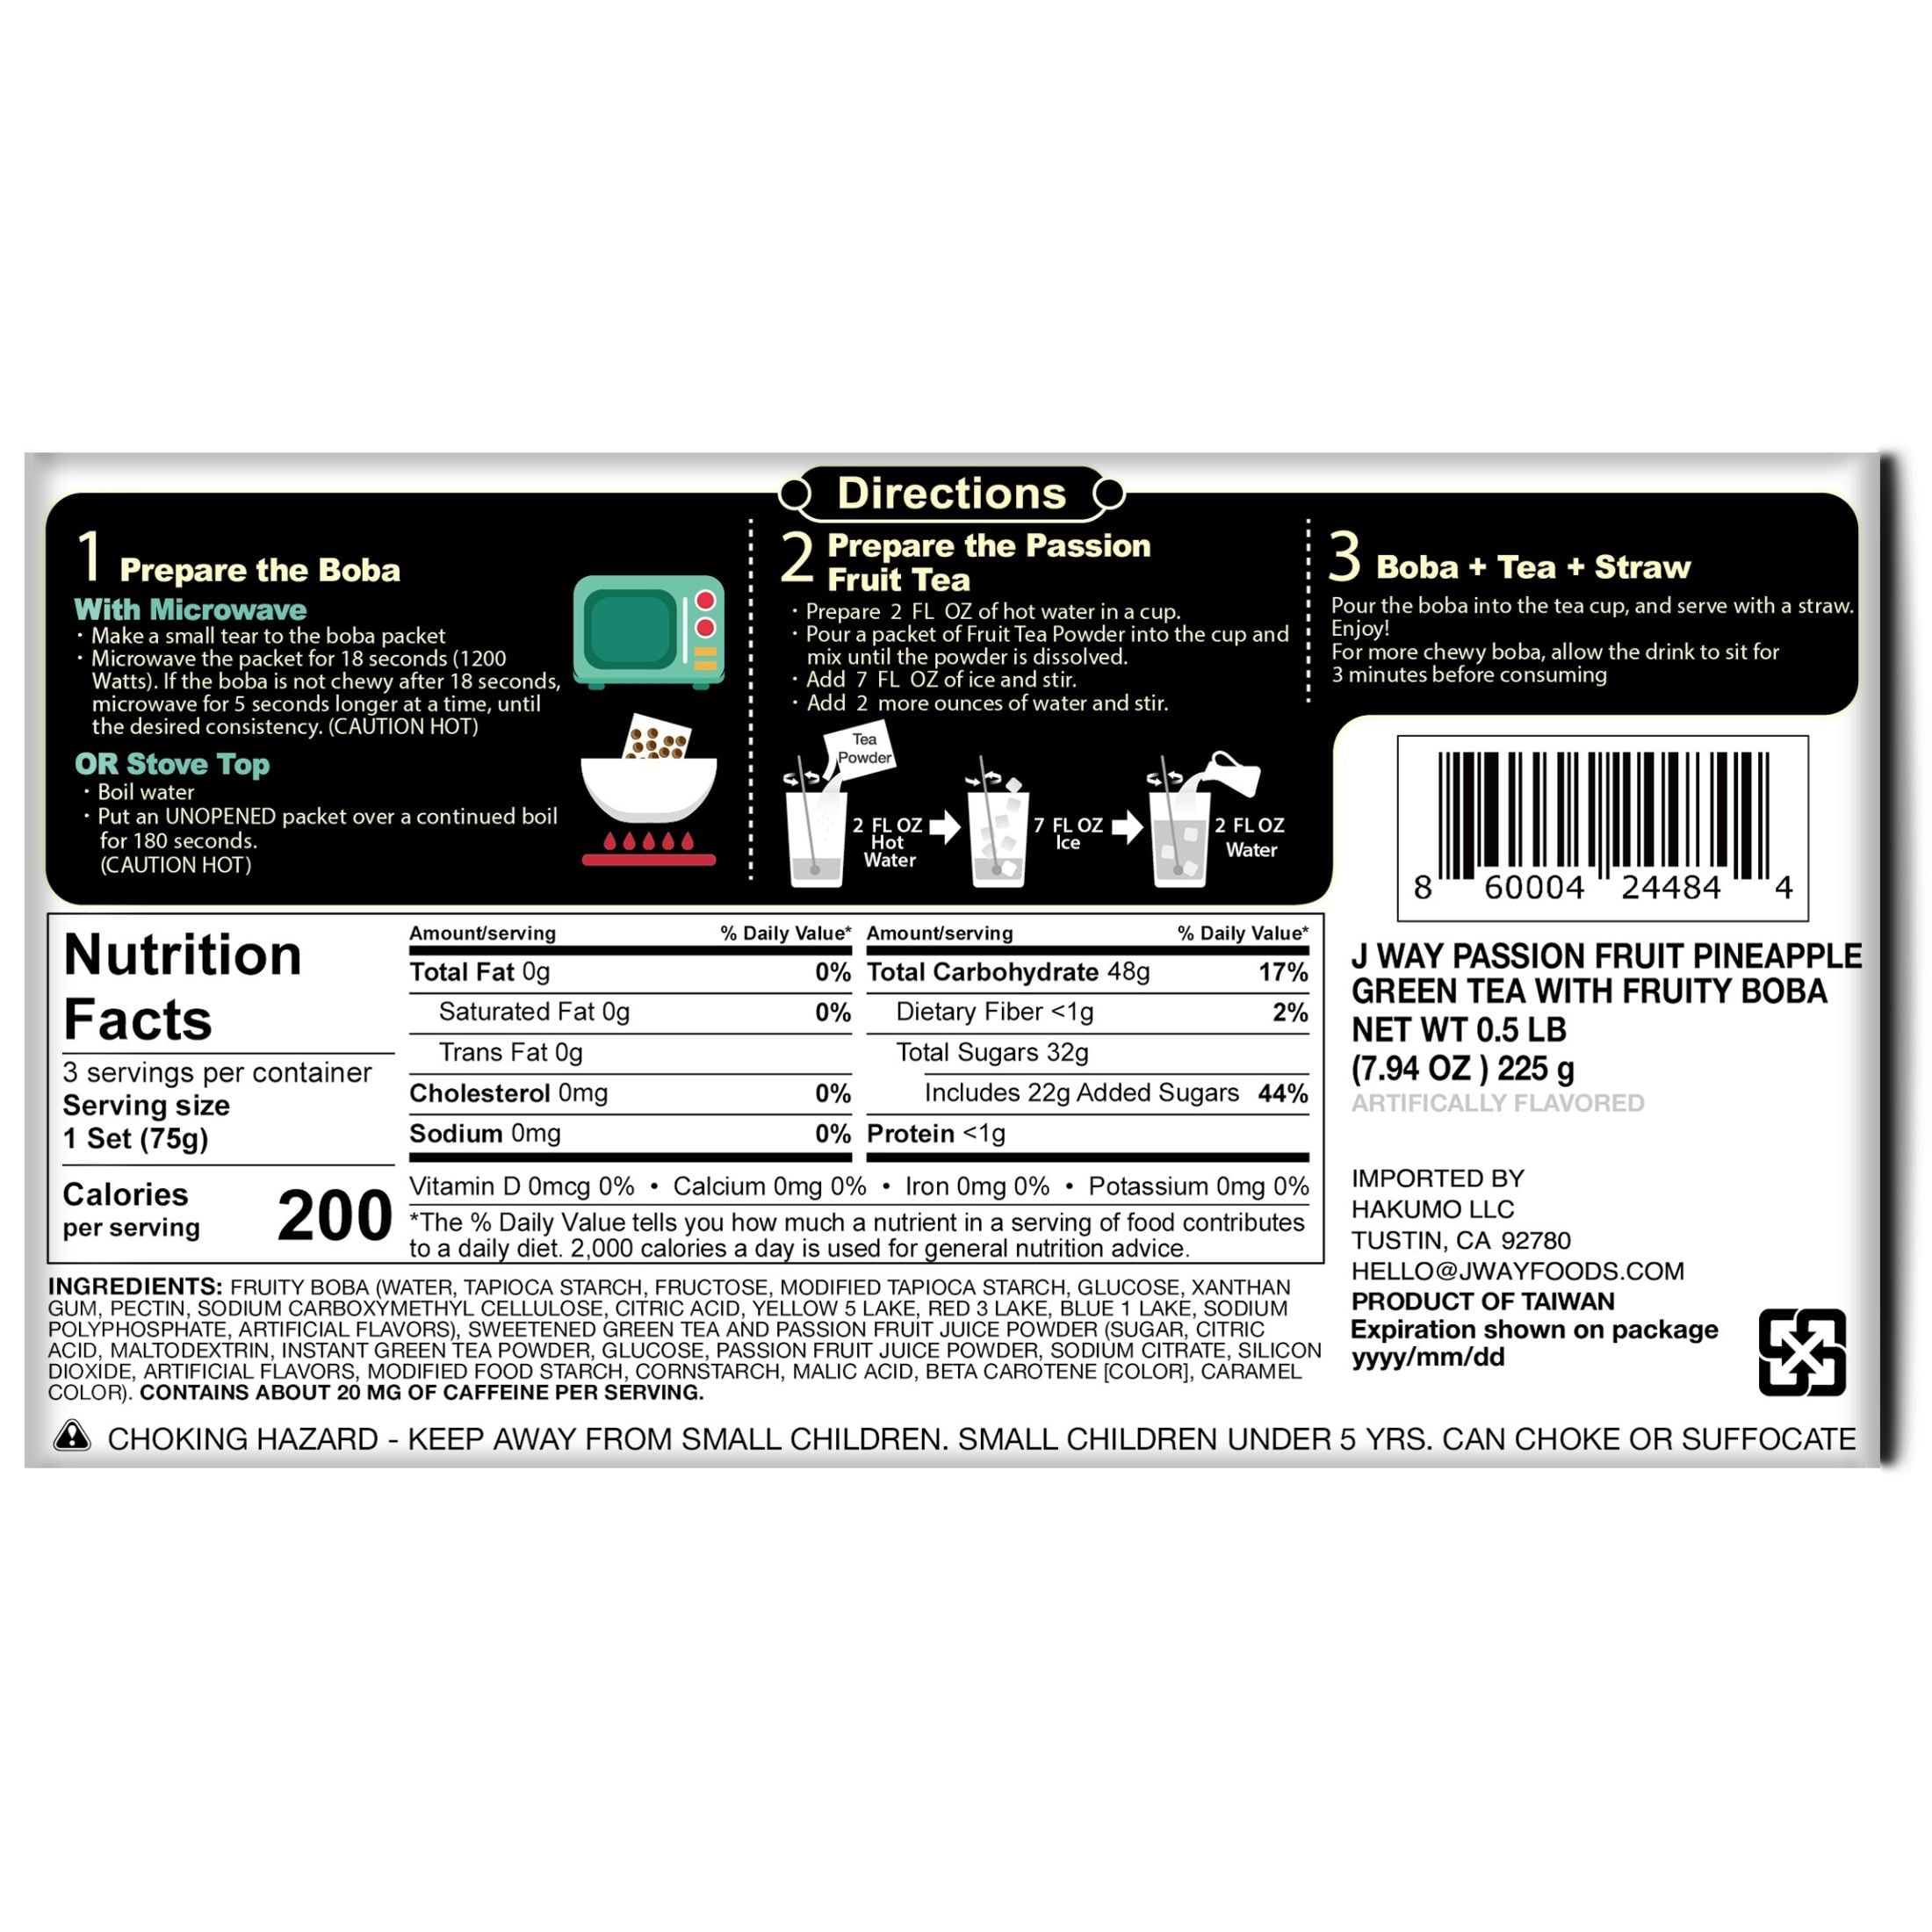 Directions
1 Prepare the Boba
With Microwave
· Make a small tear to the boba packet
· Microwave the packet for 18 seconds (1200
Watts). If the boba is not chewy after 18 seconds,
microwave for 5 seconds longer at a time, until
the desired consistency. (CAUTION HOT)
OR Stove Top
· Boil water
· Put an UNOPENED packet over a continued boil
for 180 seconds.
(CAUTION HOT)
2 Prepare the Passion
Fruit Tea
· Prepare 2 FL OZ of hot water in a cup.
· Pour a packet of Fruit Tea Powder into the cup and
mix until the powder is dissolved.
· Add 7 FL OZ of ice and stir.
· Add 2 more ounces of water and stir.
Tea
Powder
2 FL OZ
Hot
Water
7 FL OZ
Ice
2 FL OZ
Water
3 Boba + Tea + Straw
Pour the boba into the tea cup, and serve with a straw.
Enjoy!
For more chewy boba, allow the drink to sit for
3 minutes before consuming
8 60004 24484 4
Nutrition
Facts
3 servings per container
Serving size
1 Set (75g)
Calories
per serving 200
Amount/serving % Daily Value*
Total Fat 0g 0%
Saturated Fat 0g 0%
Trans Fat 0g
Cholesterol 0mg 0%
Sodium 0mg 0%
Amount/serving % Daily Value*
Total Carbohydrate 48g 17%
Dietary Fiber <1g 2%
Total Sugars 32g
Includes 22g Added Sugars 44%
Protein <1g
Vitamin D 0mcg 0% • Calcium 0mg 0% • Iron 0mg 0% • Potassium 0mg 0%
*The % Daily Value tells you how much a nutrient in a serving of food contributes
to a daily diet. 2,000 calories a day is used for general nutrition advice.
INGREDIENTS: FRUITY BOBA (WATER, TAPIOCA STARCH, FRUCTOSE, MODIFIED TAPIOCA STARCH, GLUCOSE, XANTHAN
GUM, PECTIN, SODIUM CARBOXYMETHYL CELLULOSE, CITRIC ACID, YELLOW 5 LAKE, RED 3 LAKE, BLUE 1 LAKE, SODIUM
POLYPHOSPHATE, ARTIFICIAL FLAVORS), SWEETENED GREEN TEA AND PASSION FRUIT JUICE POWDER (SUGAR, CITRIC
ACID, MALTODEXTRIN, INSTANT GREEN TEA POWDER, GLUCOSE, PASSION FRUIT JUICE POWDER, SODIUM CITRATE, SILICON
DIOXIDE, ARTIFICIAL FLAVORS, MODIFIED FOOD STARCH, CORNSTARCH, MALIC ACID, BETA CAROTENE [COLOR], CARAMEL
COLOR). CONTAINS ABOUT 20 MG OF CAFFEINE PER SERVING.
J WAY PASSION FRUIT PINEAPPLE
GREEN TEA WITH FRUITY BOBA
NET WT 0.5 LB
(7.94 OZ ) 225 g
ARTIFICALLY FLAVORED
IMPORTED BY
HAKUMO LLC
TUSTIN, CA 92780
HELLO@JWAYFOODS.COM
PRODUCT OF TAIWAN
Expiration shown on package
yyyy/mm/dd
CHOKING HAZARD - KEEP AWAY FROM SMALL CHILDREN. SMALL CHILDREN UNDER 5 YRS. CAN CHOKE OR SUFFOCATE